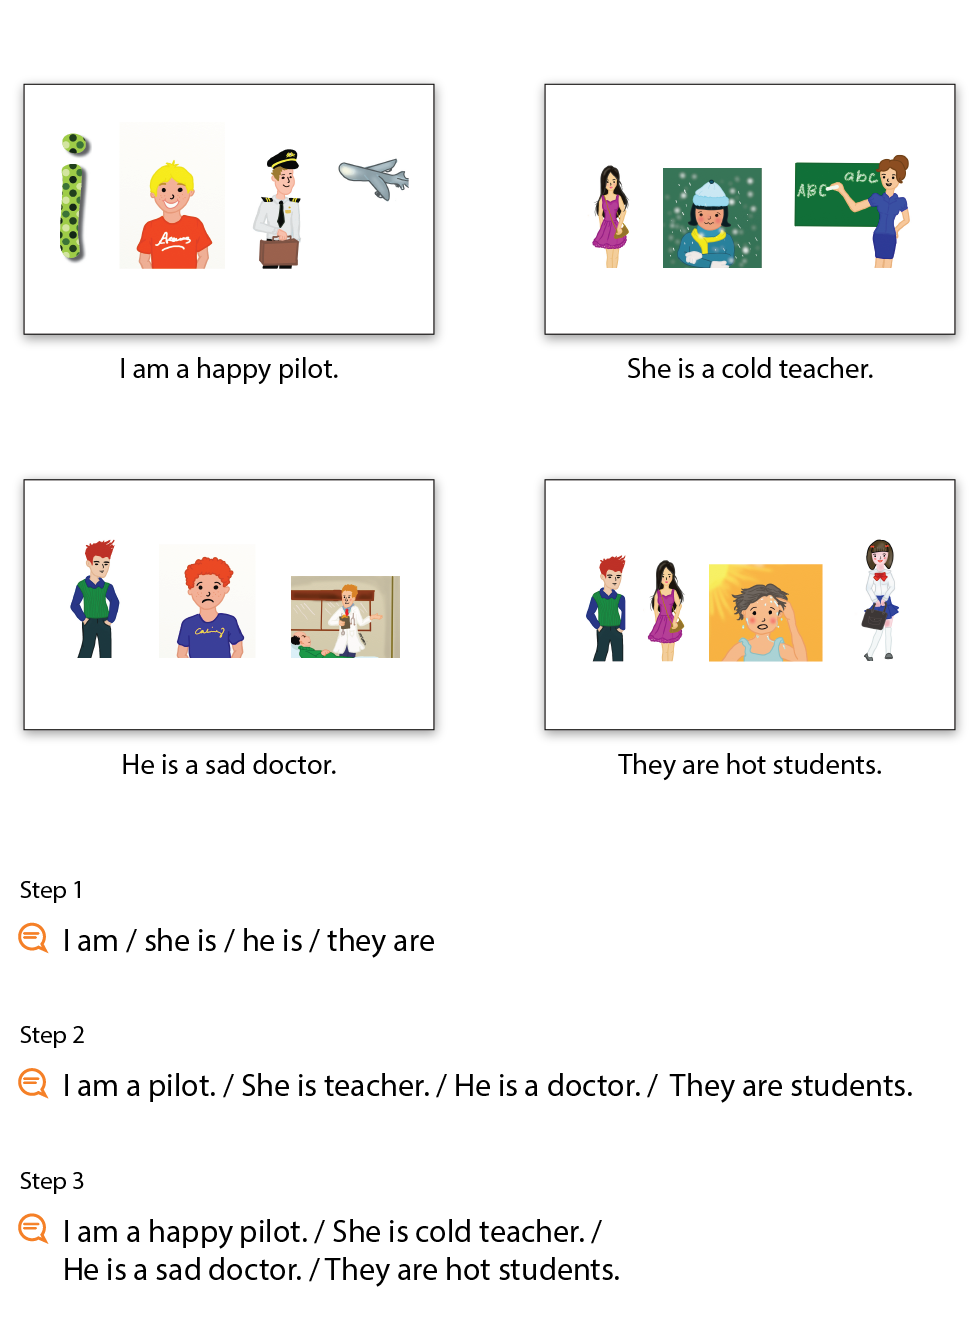 i
ABC abc
I am a happy pilot.
She is a cold teacher.
He is a sad doctor.
They are hot students.
Step 1
I am / she is / he is / they are
Step 2
I am a pilot. / She is teacher. / He is a doctor. / They are students.
Step 3
I am a happy pilot. / She is cold teacher. /
He is a sad doctor. / They are hot students.